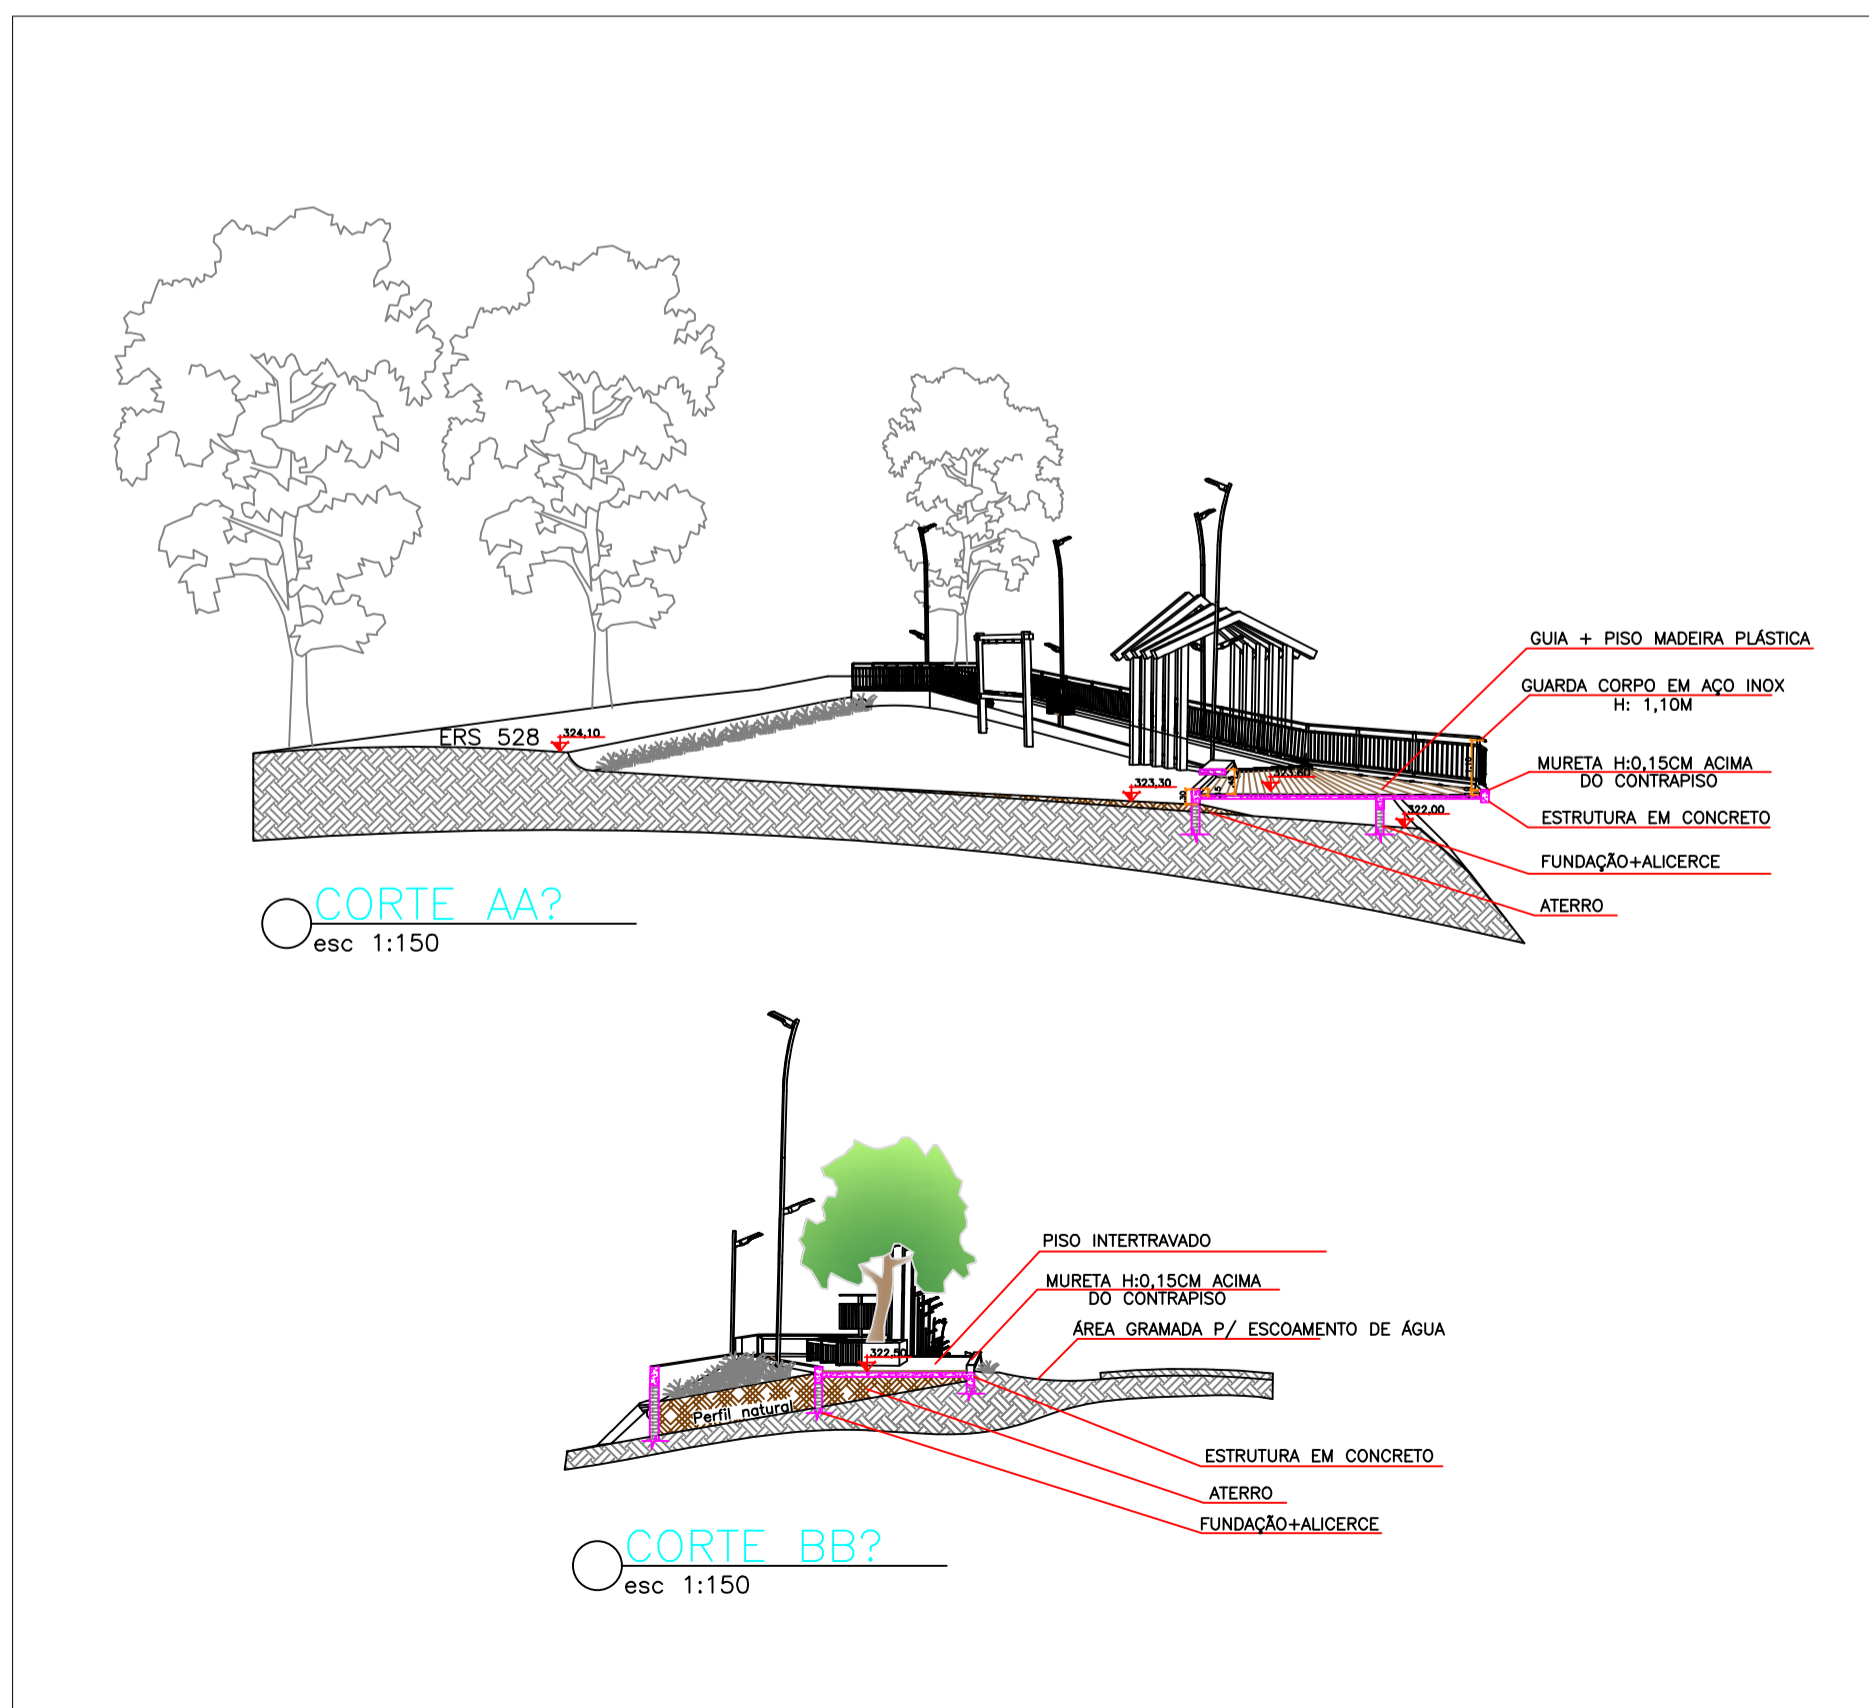 GUIA + PISO MADEIRA PLÁSTICA
GUARDA CORPO EM AÇO INOX
H: 1,10M
ERS 528
324,10
MURETA H:0,15CM ACIMA
DO CONTRAPISO
323,30
323,60
322,00
ESTRUTURA EM CONCRETO
FUNDAÇÃO+ALICERCE
ATERRO
CORTE AA?
esc 1:150
PISO INTERTRAVADO
MURETA H:0,15CM ACIMA
DO CONTRAPISO
ÁREA GRAMADA P/ ESCOAMENTO DE ÁGUA
322,50
Perfil natural
ESTRUTURA EM CONCRETO
ATERRO
FUNDAÇÃO+ALICERCE
CORTE BB?
esc 1:150